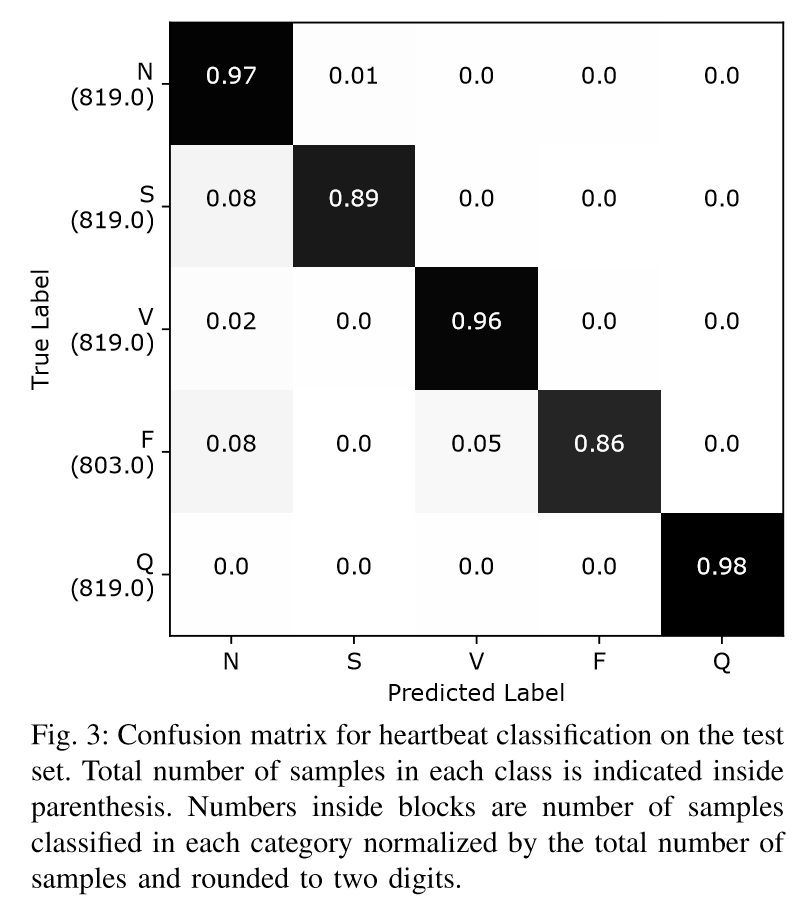 N
(819.0)
0.97 0.01 0.0 0.0 0.0
S
(819.0)
0.08 0.89 0.0 0.0 0.0
V
(819.0)
0.02 0.0 0.96 0.0 0.0
F
(803.0)
0.08 0.0 0.05 0.86 0.0
Q
(819.0)
0.0 0.0 0.0 0.0 0.98
True Label
N S V F Q
Predicted Label
Fig. 3: Confusion matrix for heartbeat classification on the test
set. Total number of samples in each class is indicated inside
parenthesis. Numbers inside blocks are number of samples
classified in each category normalized by the total number of
samples and rounded to two digits.